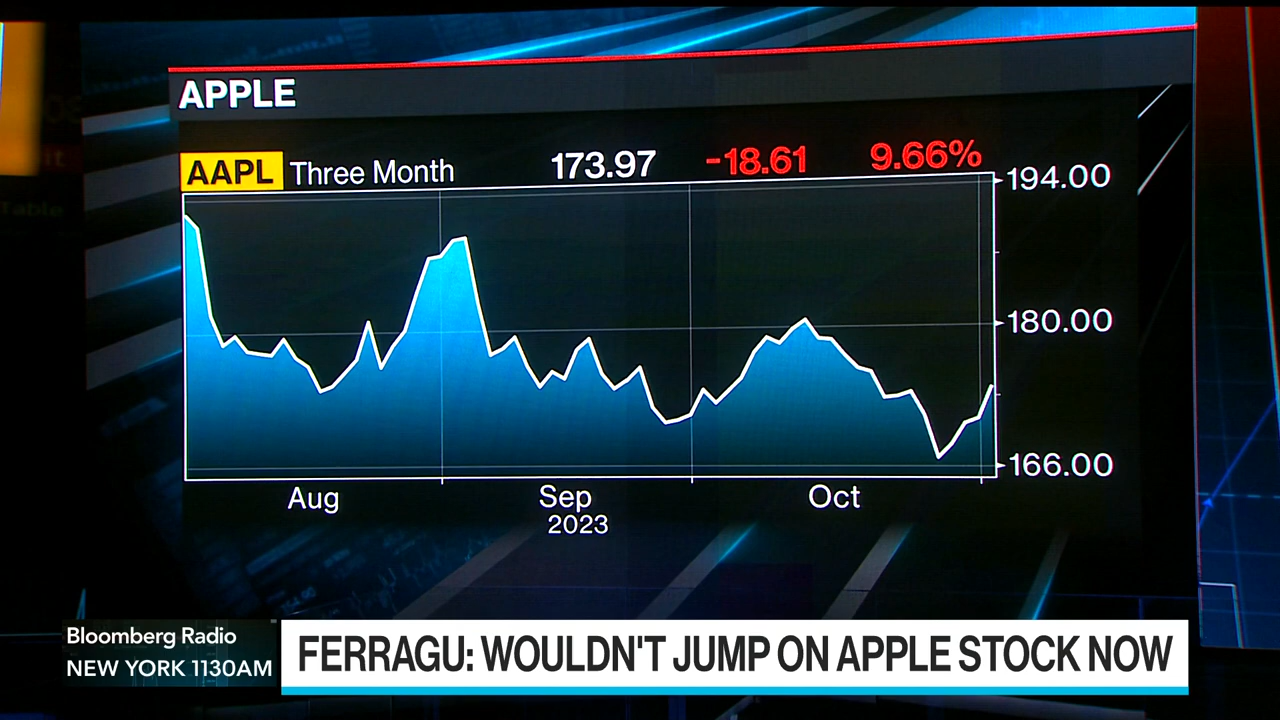 APPLE
AAPL Three Month 173.97 -18.61 9.66%
194.00
180.00
166.00
Aug Sep Oct
2023
Bloomberg Radio
NEW YORK 1130AM
FERRAGU: WOULDN'T JUMP ON APPLE STOCK NOW